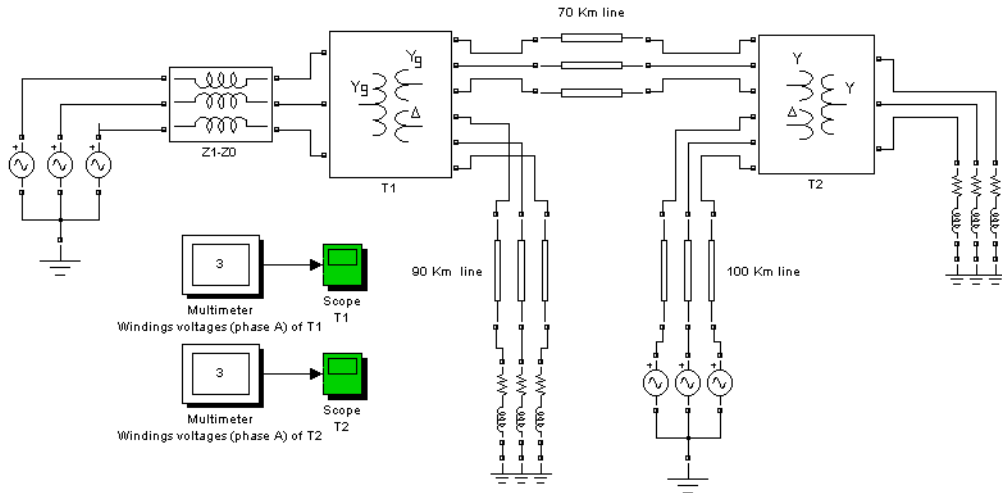 70 Km line
Yg
Yg
Δ
Z1-Z0
T1
Y
Y
Δ
T2
+
+
+
90 Km line
100 Km line
3
Multimeter
Windings voltages (phase A) of T1
Scope
T1
3
Multimeter
Windings voltages (phase A) of T2
Scope
T2
+
+
+